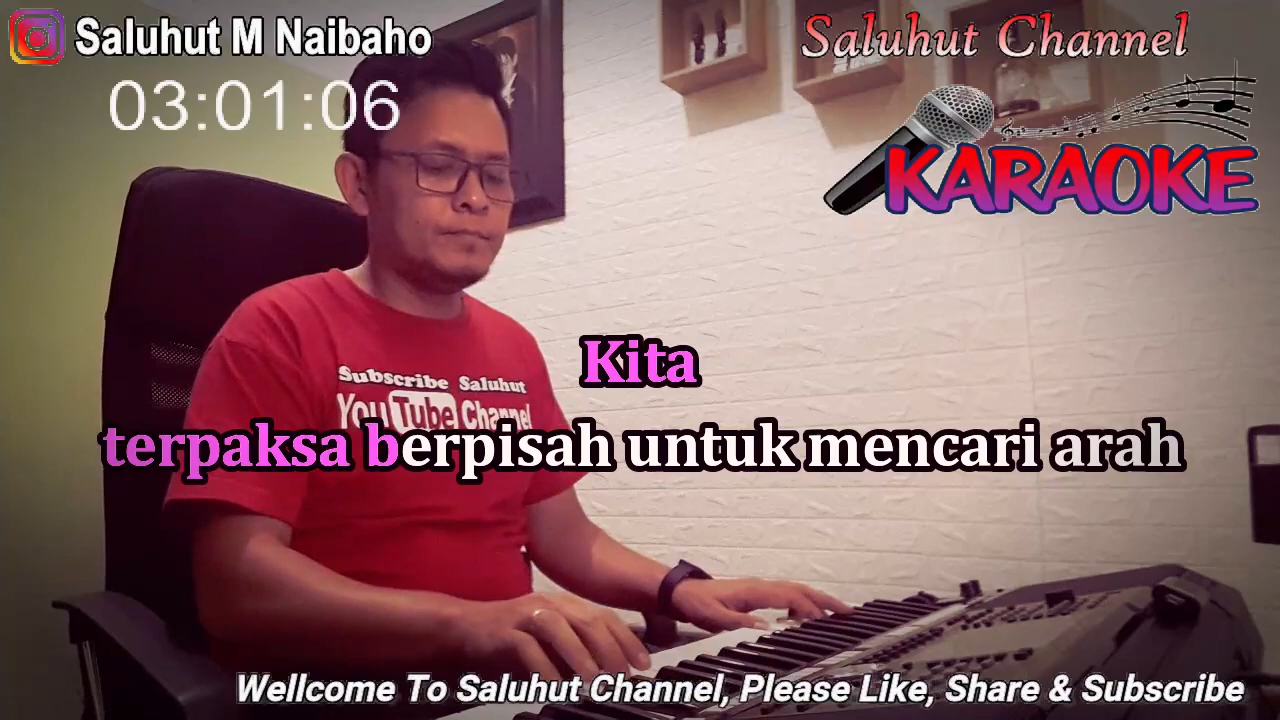 Saluhut M Naibaho
Saluhut Channel
03:01:06
KARAOKE
Kita
Subscribe Saluhut
YouTube Channel
terpaksa berpisah untuk mencari arah
Wellcome To Saluhut Channel, Please Like, Share & Subscribe